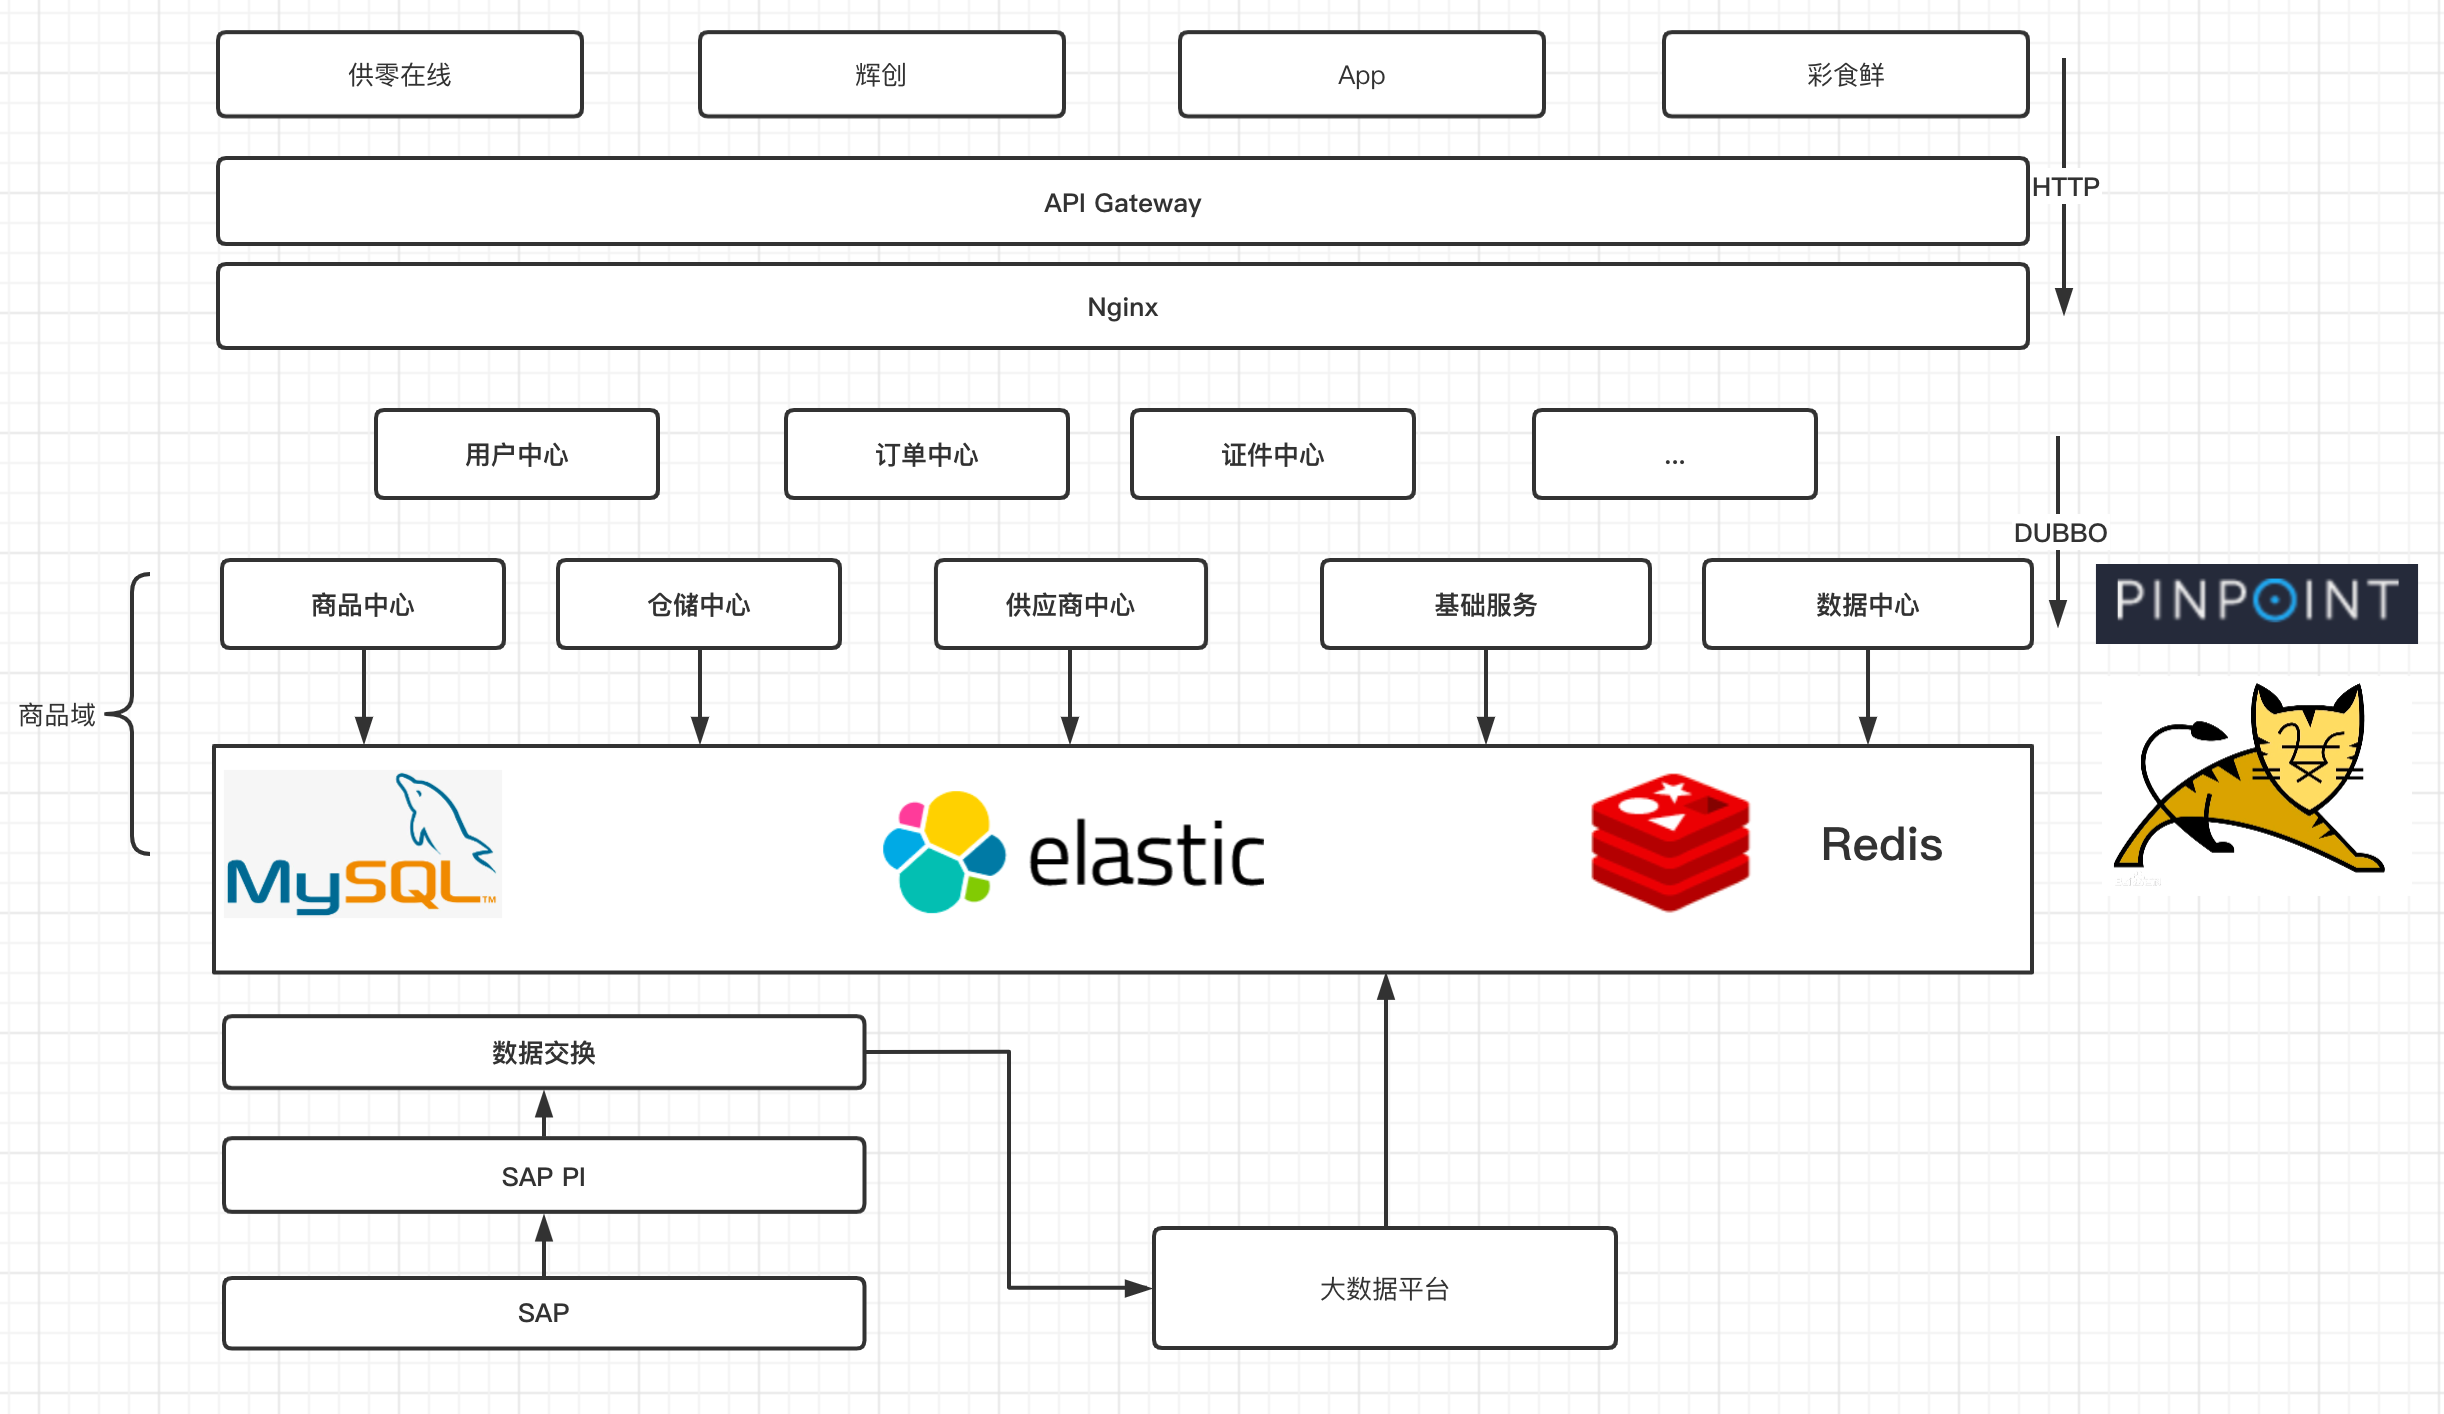 供零在线
辉创
App
彩食鲜
API Gateway
HTTP
Nginx
用户中心
订单中心
证件中心
...
DUBBO
商品中心
仓储中心
供应商中心
基础服务
数据中心
PINPOINT
商品域
MySQL™
elastic
Redis
数据交换
SAP PI
大数据平台
SAP